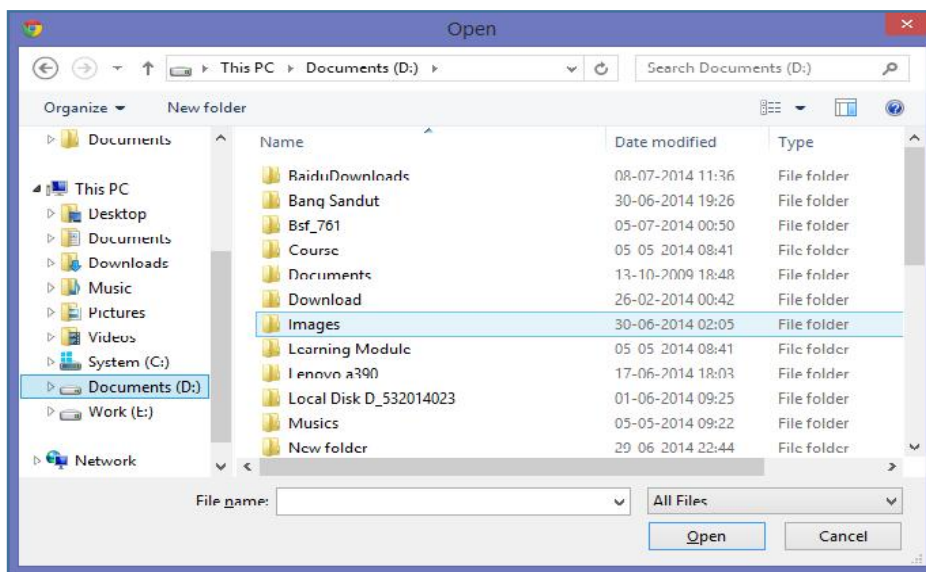 Open
This PC Documents (D:) Search Documents (D:)
Organize New folder
Documents
This PC
Desktop
Documents
Downloads
Music
Pictures
Videos
System (C:)
Documents (D:)
Work (E:)
Network
Name Date modified Type
BaiduDownloads 08-07-2014 11:36 File folder
Bang Sandut 30-06-2014 19:26 File folder
Bsf_761 05-07-2014 00:50 File folder
Course 05-05-2014 08:41 File folder
Documents 13-10-2009 18:48 File folder
Download 26-02-2014 00:42 File folder
Images 30-06-2014 02:05 File folder
Learning Module 05-05-2014 08:41 File folder
Lenovo a390 17-06-2014 18:03 File folder
Local Disk D_532014023 01-06-2014 09:25 File folder
Musics 05-05-2014 09:22 File folder
New folder 29-06-2014 22:44 File folder
File name: All Files
Open Cancel